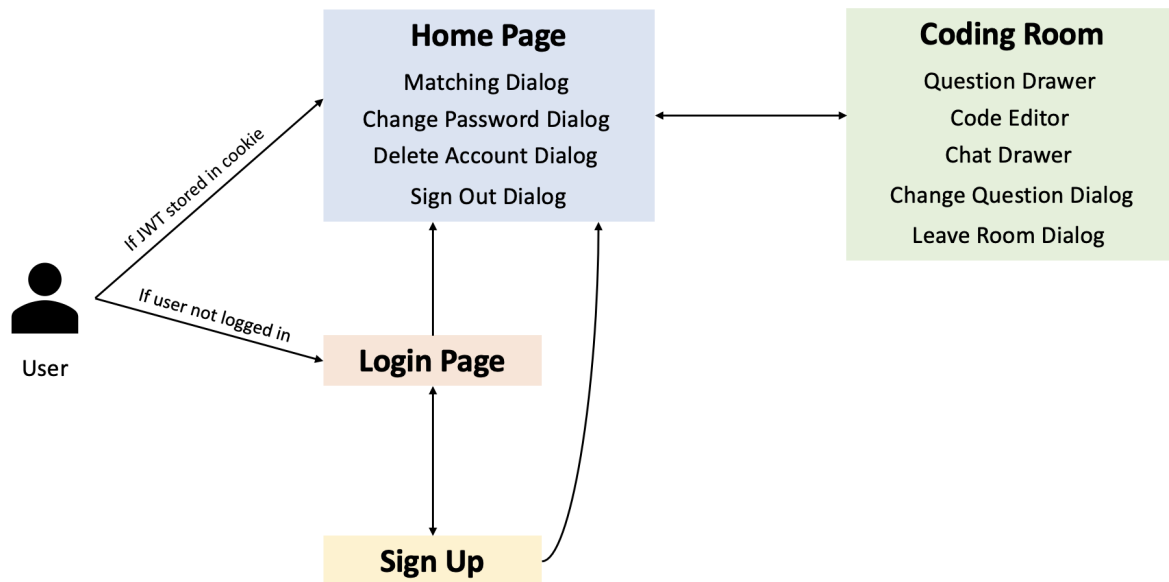 Home Page
Matching Dialog
Change Password Dialog
Delete Account Dialog
Sign Out Dialog
Coding Room
Question Drawer
Code Editor
Chat Drawer
Change Question Dialog
Leave Room Dialog
If JWT stored in cookie
If user not logged in
User
Login Page
Sign Up